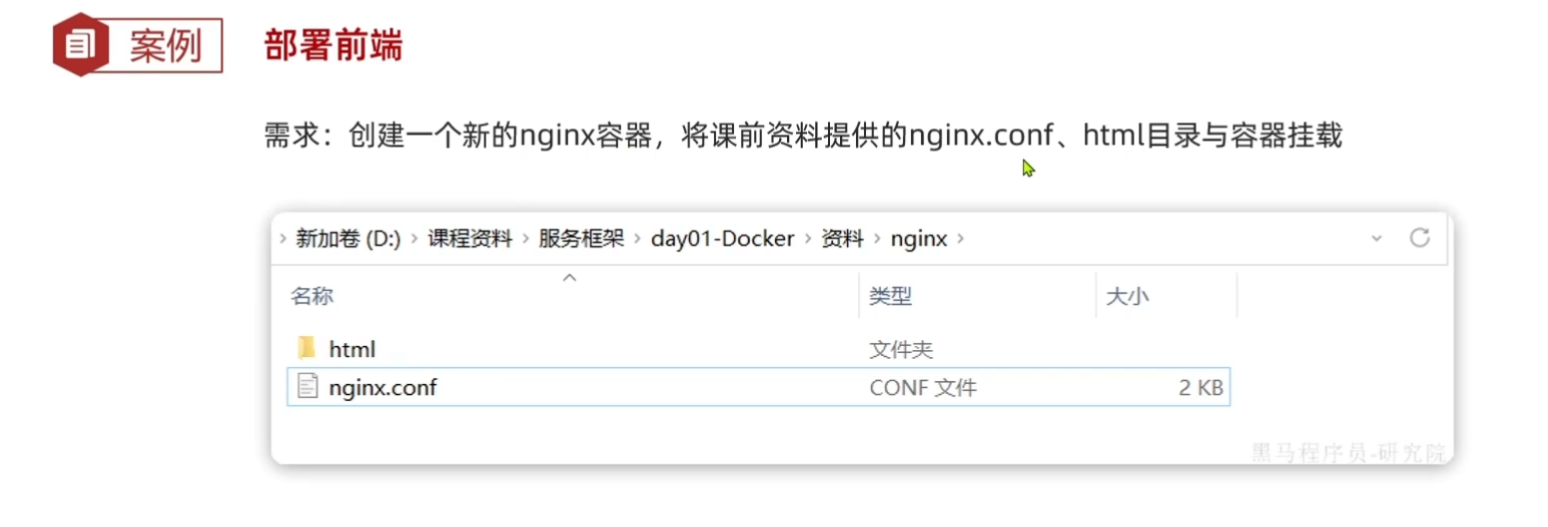 案例 部署前端
需求：创建一个新的nginx容器，将课前资料提供的nginx.conf、html目录与容器挂载
新加卷 (D:) › 课程资料 › 服务框架 › day01-Docker › 资料 › nginx ›
名称 类型 大小
html 文件夹
nginx.conf CONF 文件 2 KB
黑马程序员-研究院